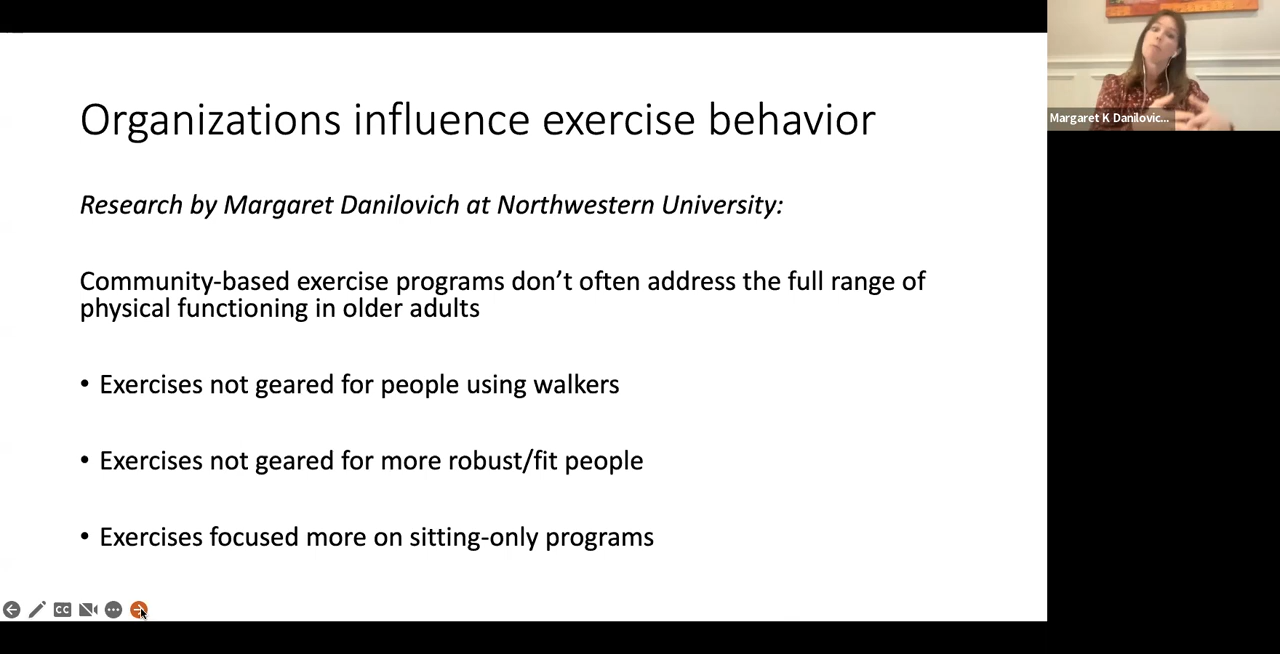 Organizations influence exercise behavior
Research by Margaret Danilovich at Northwestern University:
Community-based exercise programs don’t often address the full range of
physical functioning in older adults
• Exercises not geared for people using walkers
• Exercises not geared for more robust/fit people
• Exercises focused more on sitting-only programs
CC
Margaret K Danilovic...